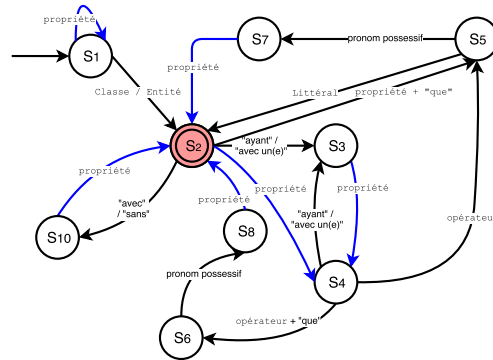 propriété
S1
S7
pronom possessif
S5
propriété
Classe / Entité
Littéral
propriété + "que"
S2
"ayant" /
"avec un(e)"
S3
propriété
propriété
propriété
"avec"
/ "sans"
propriété
"ayant" /
"avec un(e)"
opérateur
S10
S8
pronom possessif
S4
opérateur + "que"
S6